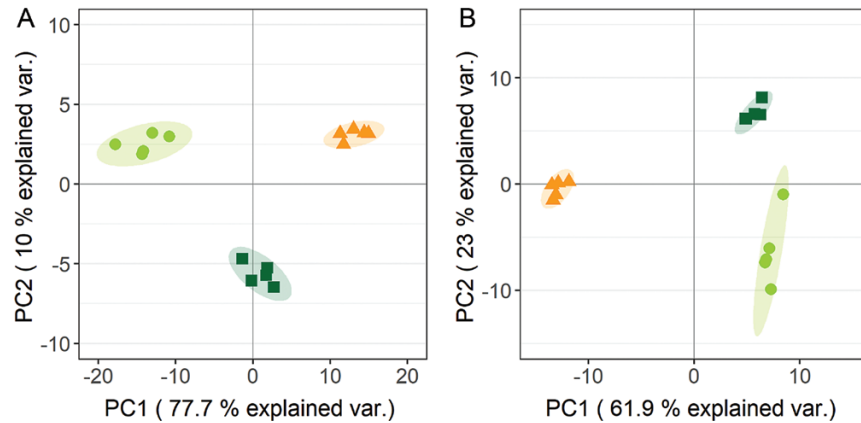 A
10
5
0
-5
-10
PC2 ( 10 % explained var.)
-20 -10 0 10 20
PC1 ( 77.7 % explained var.)
B
10
0
-10
PC2 ( 23 % explained var.)
-10 0 10
PC1 ( 61.9 % explained var.)